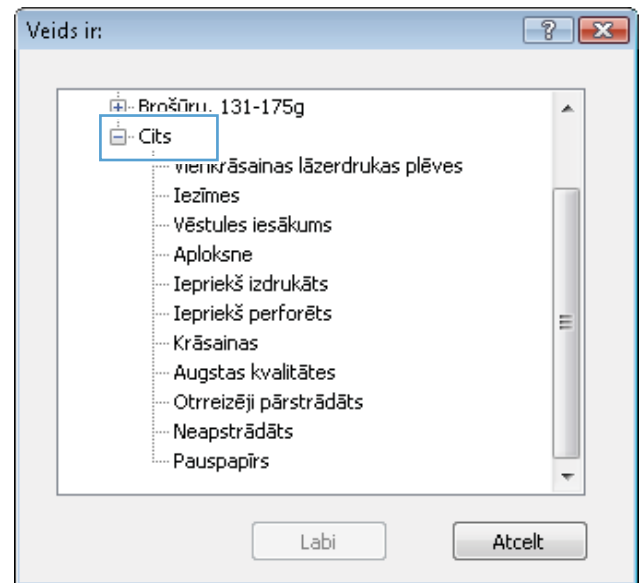 Veids ir:
Brošūru, 131-175g
Cits
Vienkrāsainas lāzerdrukas plēves
Iezīmes
Vēstules iesākums
Aploksne
Iepriekš izdrukāts
Iepriekš perforēts
Krāsainas
Augstas kvalitātes
Otrreizēji pārstrādāts
Neapstrādāts
Pauspapīrs
Labi
Atcelt